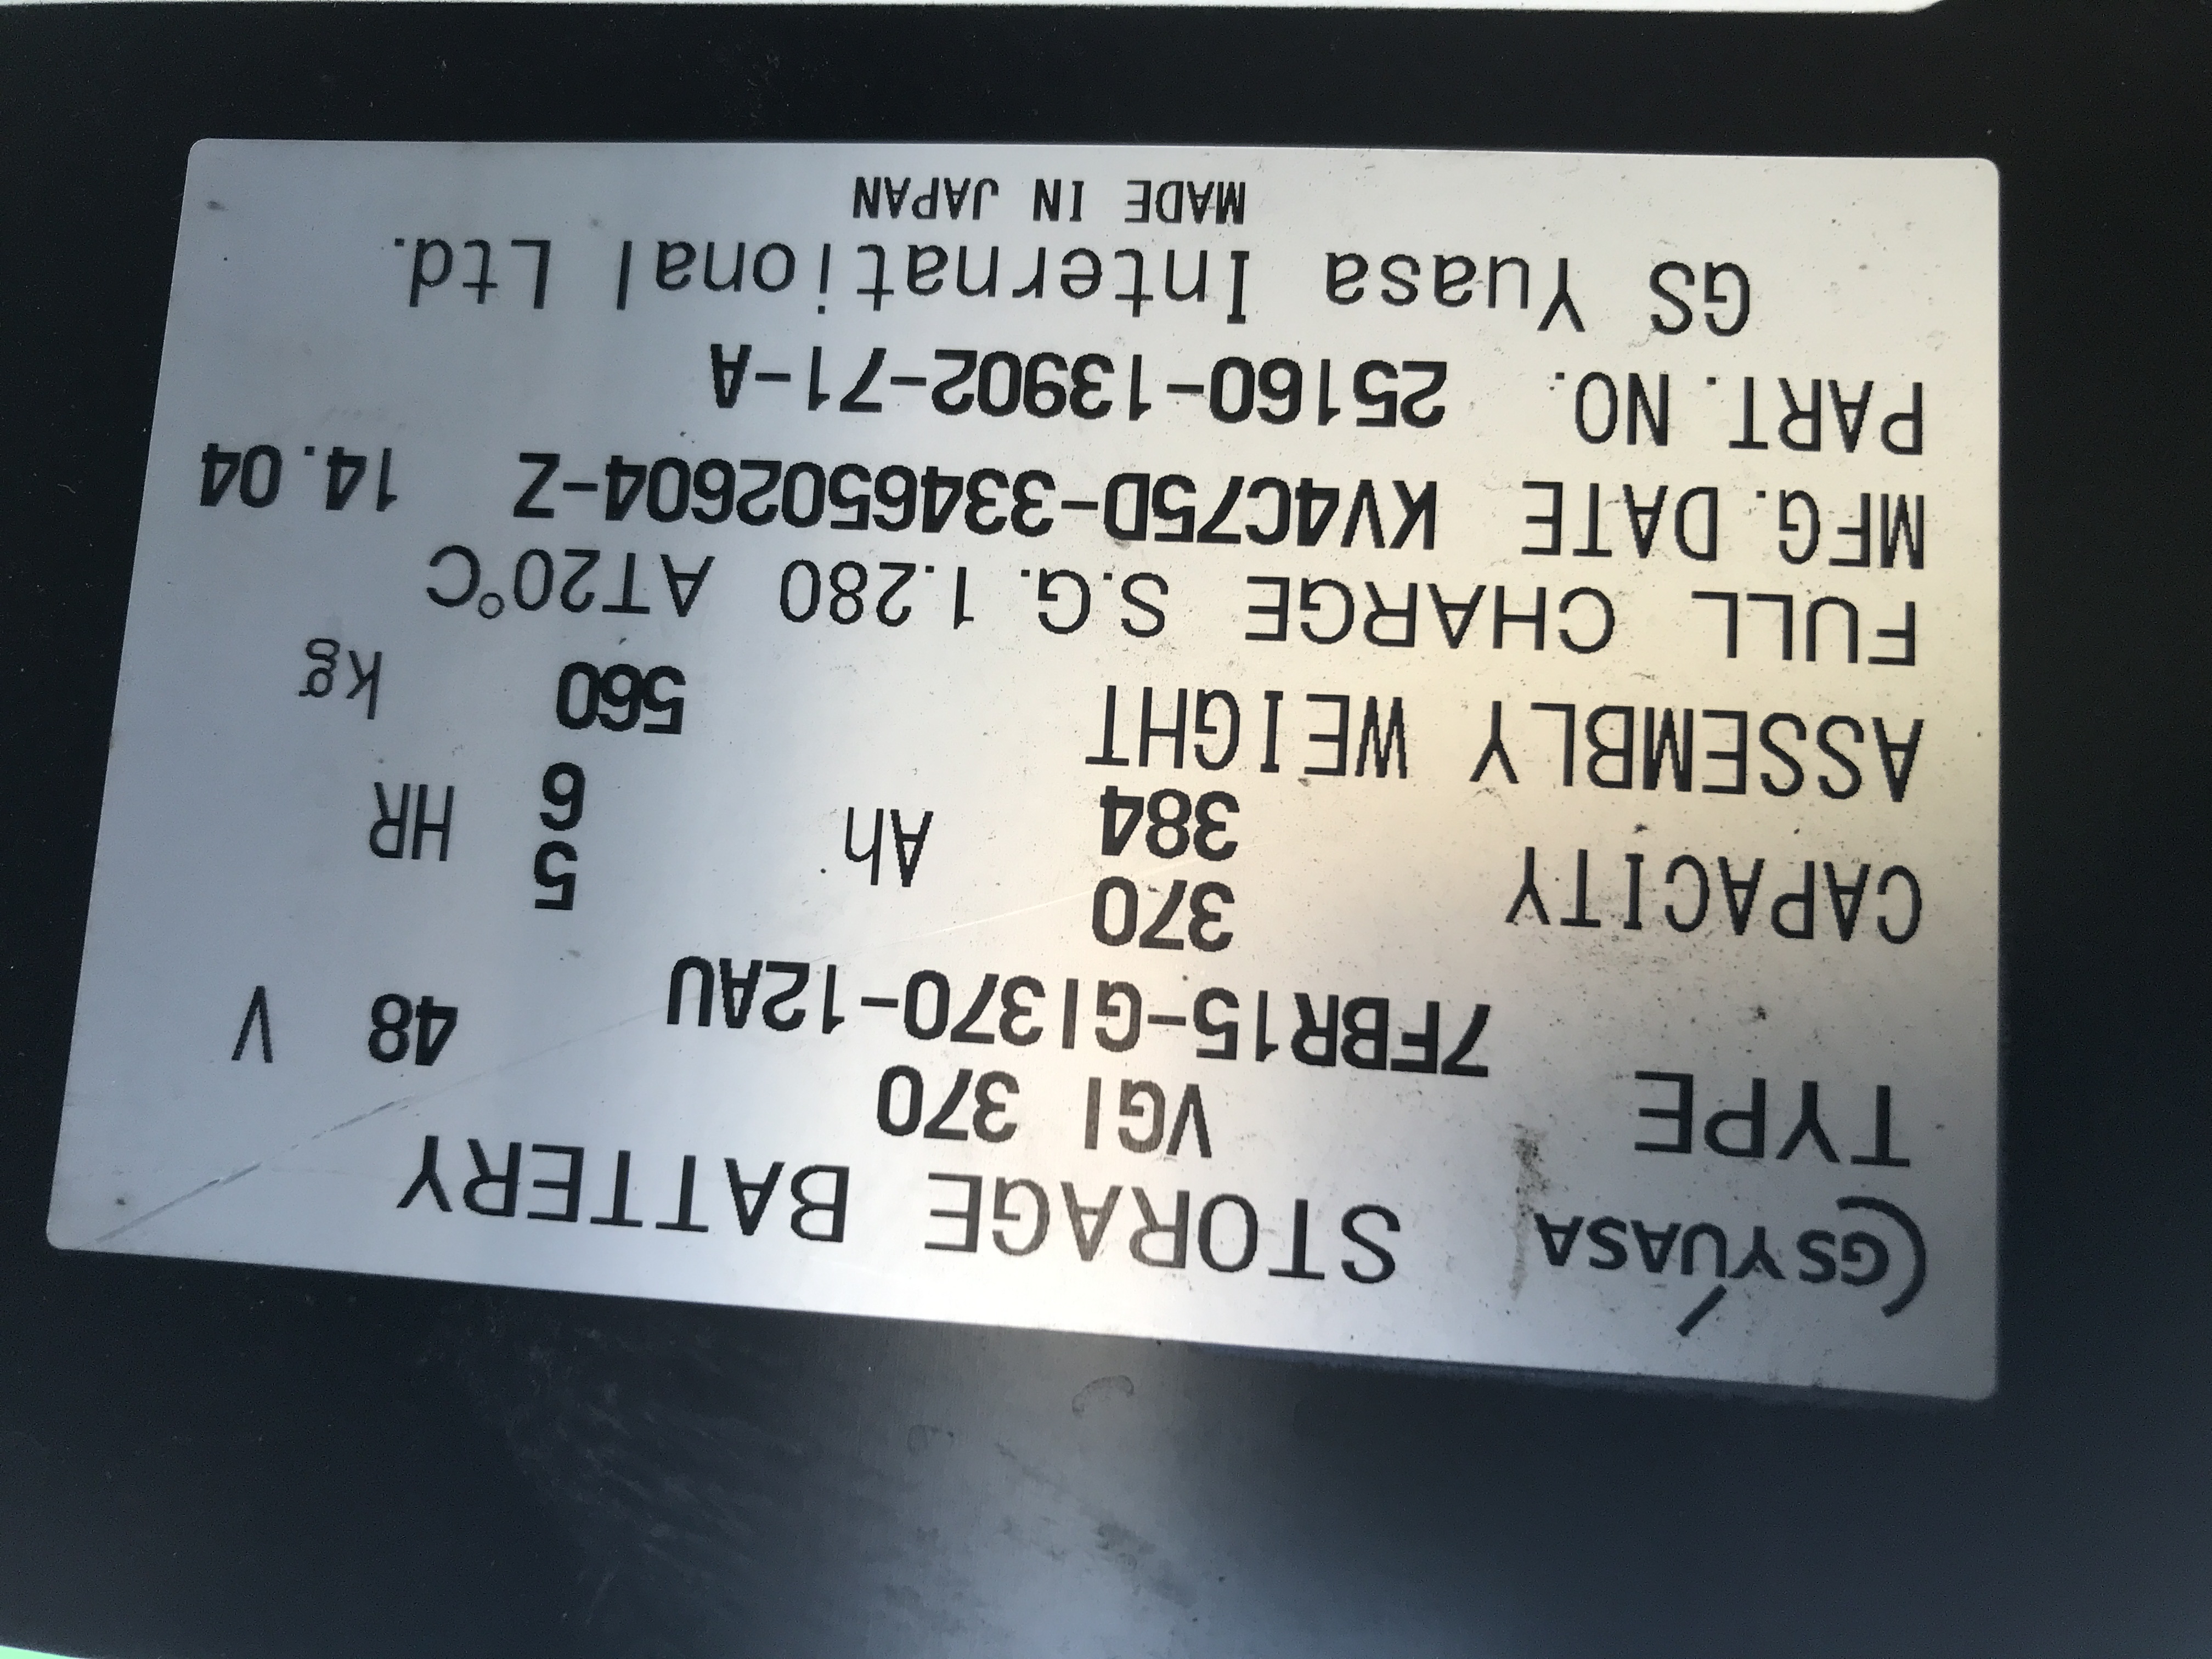 GS YUASA STORAGE BATTERY
VGI 370
TYPE 7FBR15-GI370-12AU 48 V
CAPACITY 370 384 Ah 5 6 HR
ASSEMBLY WEIGHT 560 kg
FULL CHARGE S.G. 1.280 AT20°C
MFG. DATE KV4C75D-3346502604-Z 14.04
PART. NO. 25160-13902-71-A
GS Yuasa International Ltd.
MADE IN JAPAN